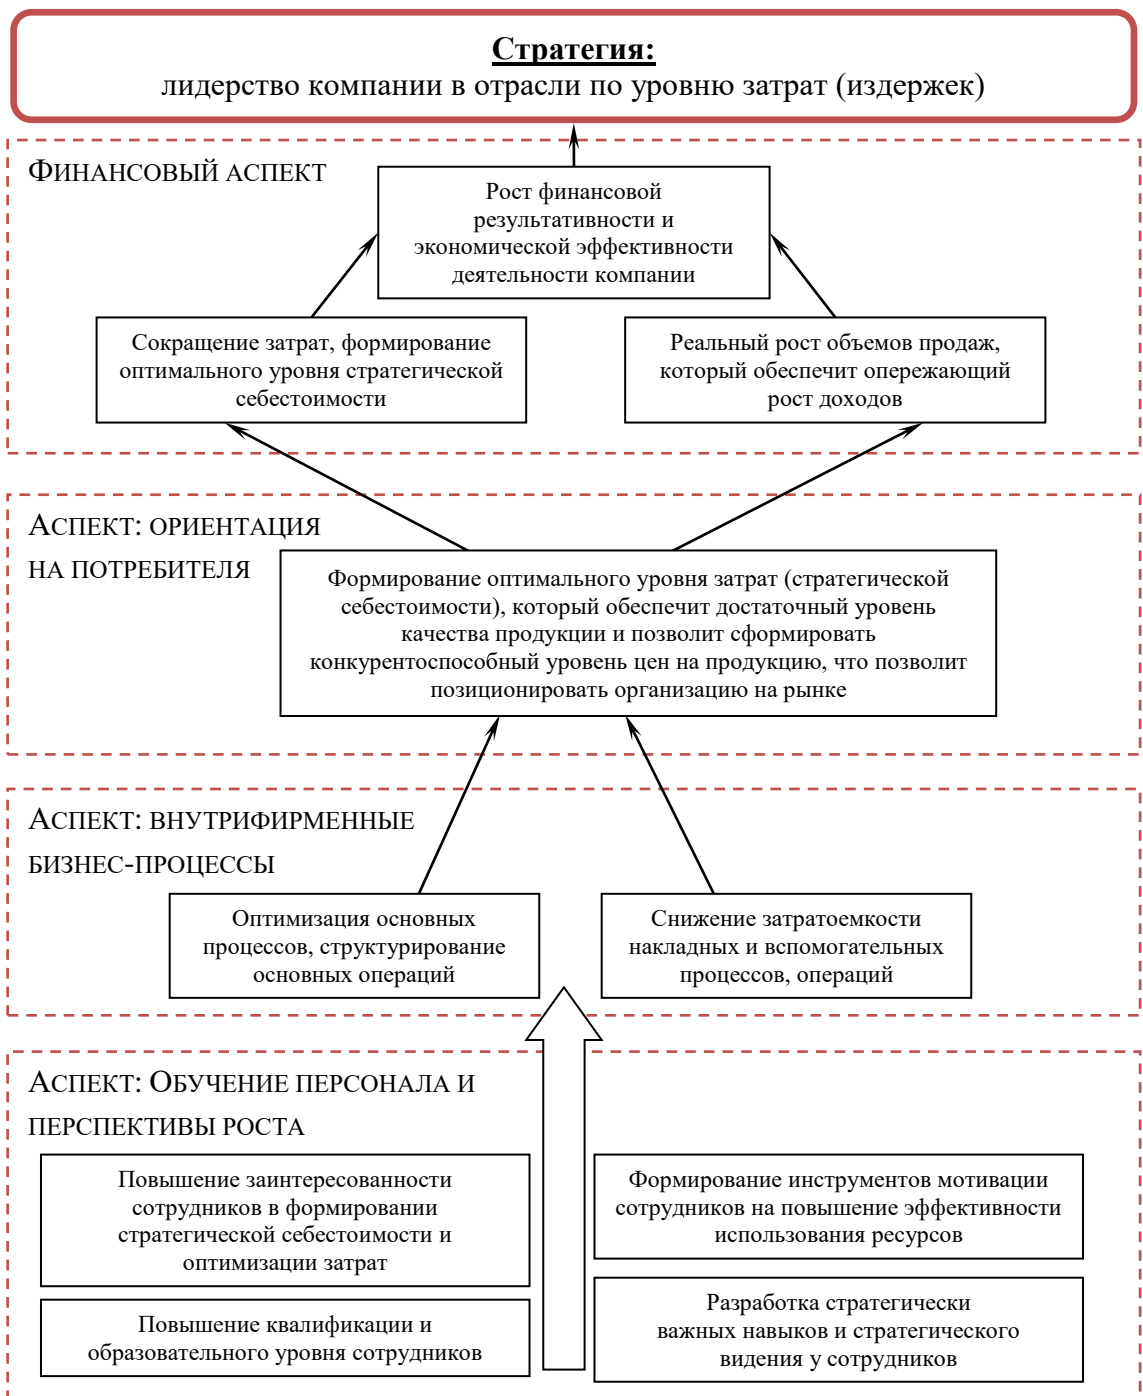 Стратегия:
лидерство компании в отрасли по уровню затрат (издержек)
ФИНАНСОВЫЙ АСПЕКТ
Рост финансовой
результативности и
экономической эффективности
деятельности компании
Сокращение затрат, формирование
оптимального уровня стратегической
себестоимости
Реальный рост объемов продаж,
который обеспечит опережающий
рост доходов
АСПЕКТ: ОРИЕНТАЦИЯ
НА ПОТРЕБИТЕЛЯ
Формирование оптимального уровня затрат (стратегической
себестоимости), который обеспечит достаточный уровень
качества продукции и позволит сформировать
конкурентоспособный уровень цен на продукцию, что позволит
позиционировать организацию на рынке
АСПЕКТ: ВНУТРИФИРМЕННЫЕ
БИЗНЕС-ПРОЦЕССЫ
Оптимизация основных
процессов, структурирование
основных операций
Снижение затратоемкости
накладных и вспомогательных
процессов, операций
АСПЕКТ: ОБУЧЕНИЕ ПЕРСОНАЛА И
ПЕРСПЕКТИВЫ РОСТА
Повышение заинтересованности
сотрудников в формировании
стратегической себестоимости и
оптимизации затрат
Формирование инструментов мотивации
сотрудников на повышение эффективности
использования ресурсов
Повышение квалификации и
образовательного уровня сотрудников
Разработка стратегически
важных навыков и стратегического
видения у сотрудников